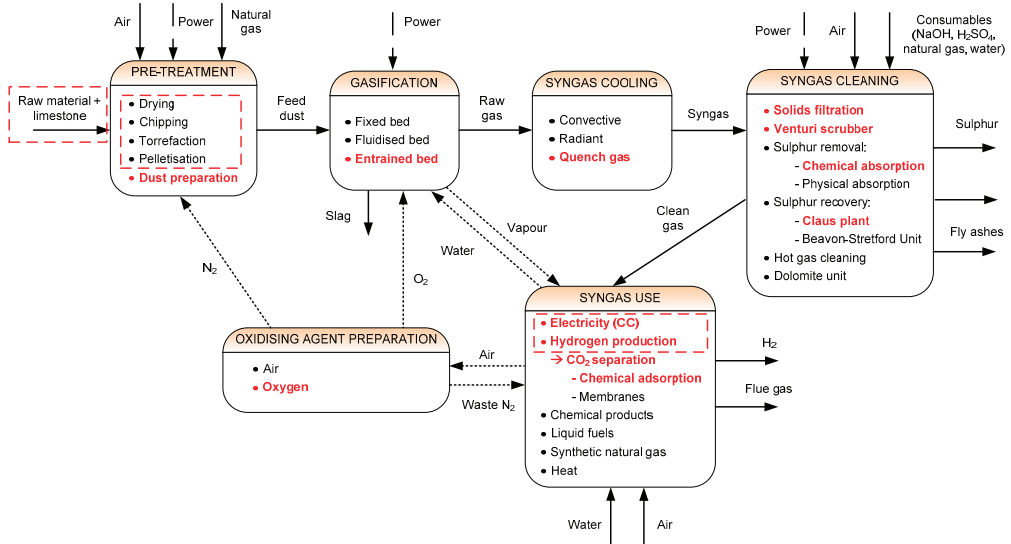 Air
Power
Natural
gas
Power
Power
Air
Consumables
(NaOH, H₂SO₄,
natural gas, water)
PRE-TREATMENT
GASIFICATION
SYNGAS COOLING
SYNGAS CLEANING
Raw material +
limestone
• Drying
• Chipping
• Torrefaction
• Pelletisation
• Dust preparation
Feed
dust
• Fixed bed
• Fluidised bed
• Entrained bed
Raw
gas
• Convective
• Radiant
• Quench gas
Syngas
• Solids filtration
• Venturi scrubber
• Sulphur removal:
- Chemical absorption
- Physical absorption
• Sulphur recovery:
- Claus plant
- Beavon-Stretford Unit
• Hot gas cleaning
• Dolomite unit
Sulphur
Fly ashes
Slag
Vapour
Water
Clean
gas
N₂
O₂
SYNGAS USE
• Electricity (CC)
• Hydrogen production
→ CO₂ separation
- Chemical adsorption
- Membranes
• Chemical products
• Liquid fuels
• Synthetic natural gas
• Heat
OXIDISING AGENT PREPARATION
• Air
• Oxygen
Air
Waste N₂
H₂
Flue gas
Water
Air